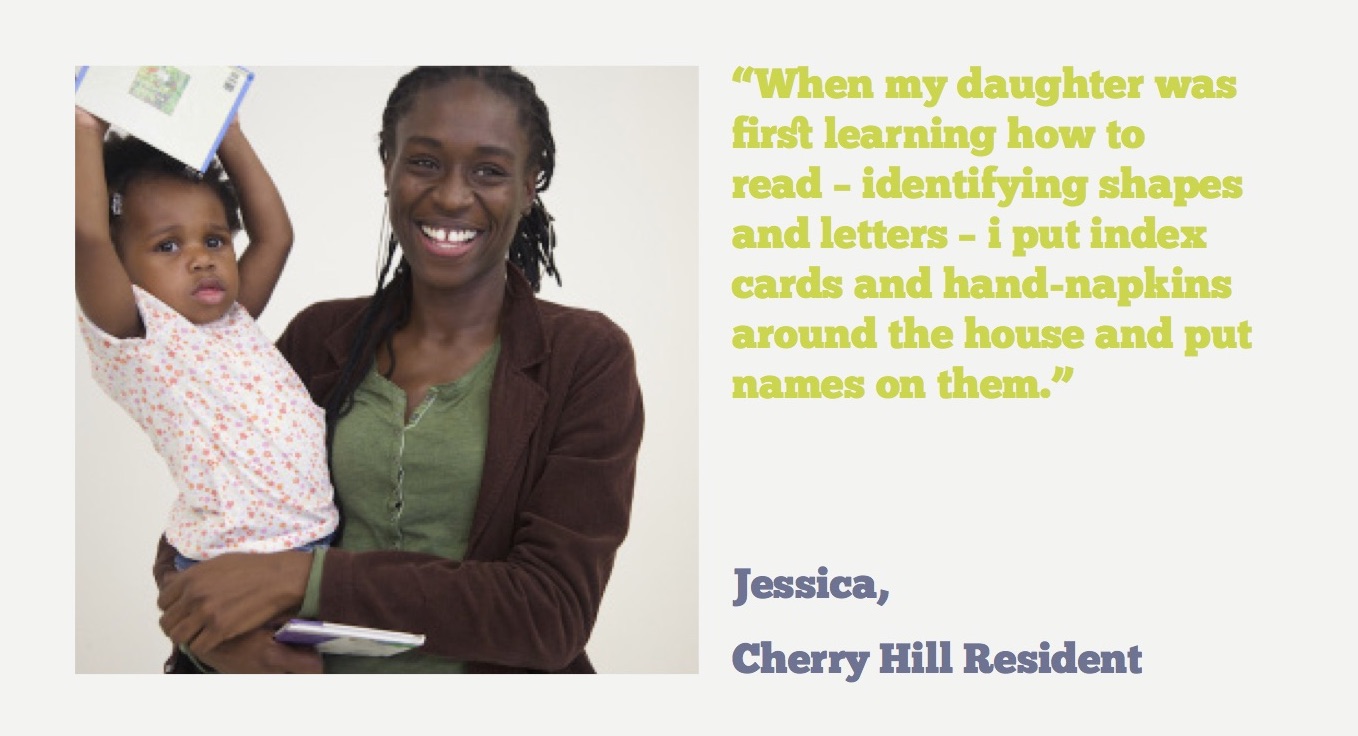 “When my daughter was
first learning how to
read – identifying shapes
and letters – i put index
cards and hand-napkins
around the house and put
names on them.”
Jessica,
Cherry Hill Resident